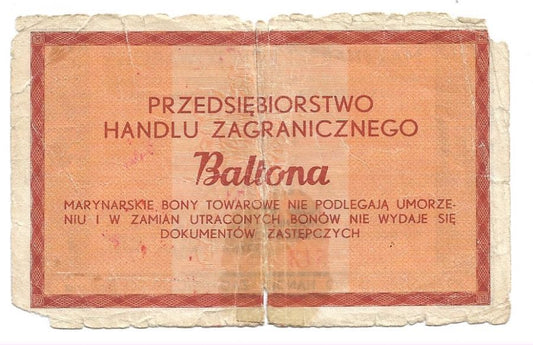 PRZEDSIĘBIORSTWO
HANDLU ZAGRANICZNEGO
Baltona
MARYNARSKIE BONY TOWAROWE NIE PODLEGAJĄ UMORZE-
NIU I W ZAMIAN UTRACONYCH BONÓW NIE WYDAJE SIĘ
DOKUMENTÓW ZASTĘPCZYCH